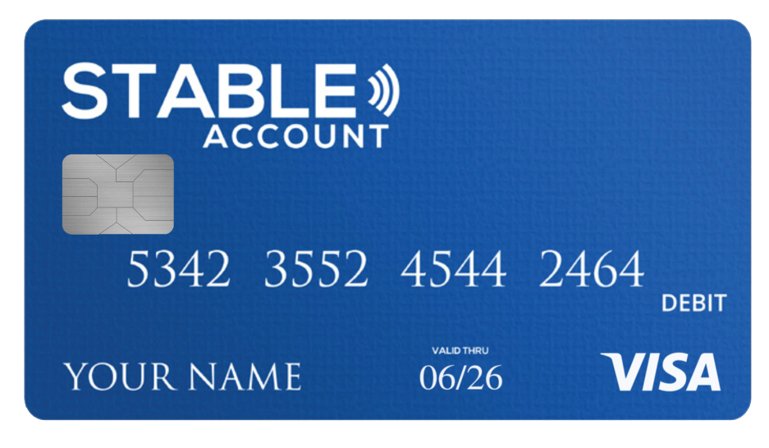 STABLE
ACCOUNT
5342 3552 4544 2464
DEBIT
VALID THRU
YOUR NAME 06/26 VISA